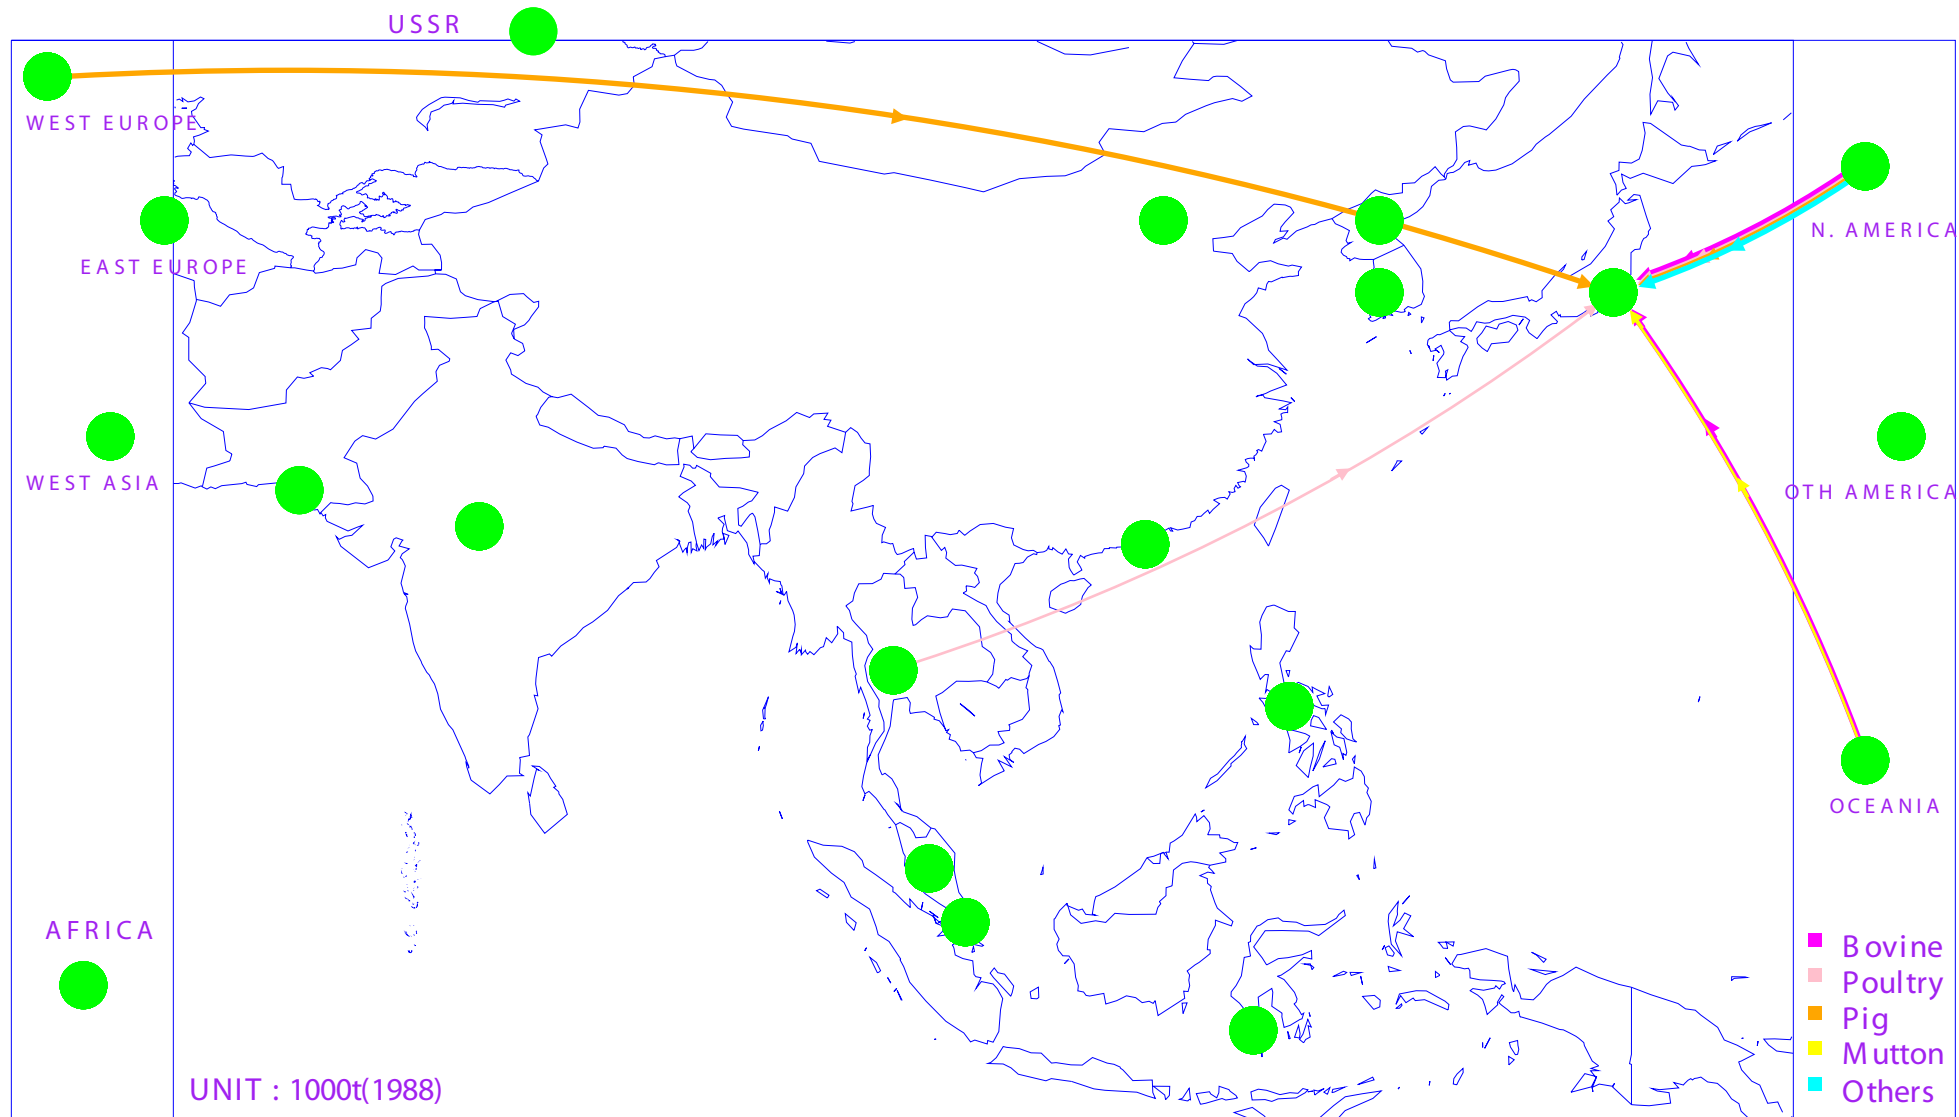 USSR
WEST EUROPE
N. AMERICA
EAST EUROPE
WEST ASIA
OTH AMERICA
OCEANIA
AFRICA
Bovine
Poultry
Pig
Mutton
Others
UNIT : 1000t(1988)